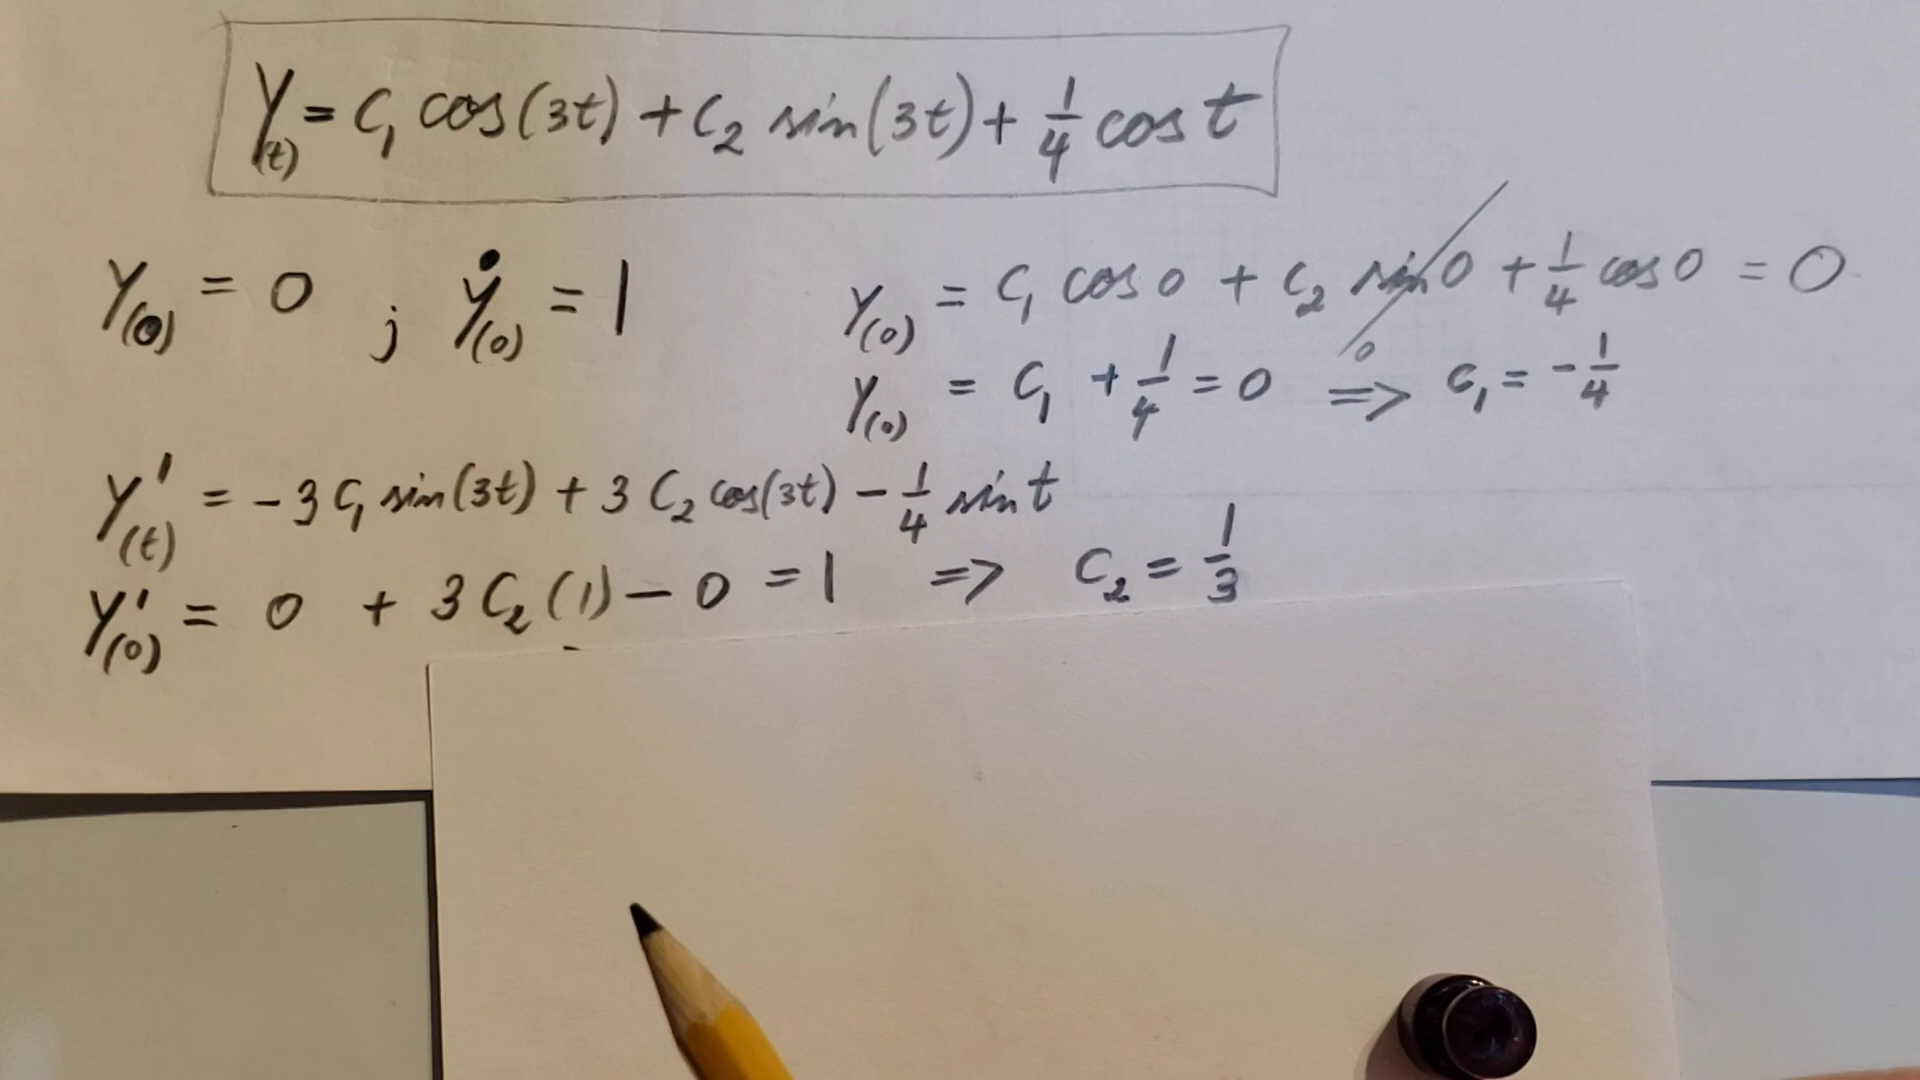 y(t) = C₁ cos(3t) + C₂ sin(3t) + 1/4 cos t
y(0) = 0 ; ẏ(0) = 1
y(0) = C₁ cos 0 + C₂ sin 0 + 1/4 cos 0 = 0
0
y(0) = C₁ + 1/4 = 0 => C₁ = -1/4
y'(t) = -3 C₁ sin(3t) + 3 C₂ cos(3t) - 1/4 sin t
y'(0) = 0 + 3 C₂ (1) - 0 = 1 => C₂ = 1/3